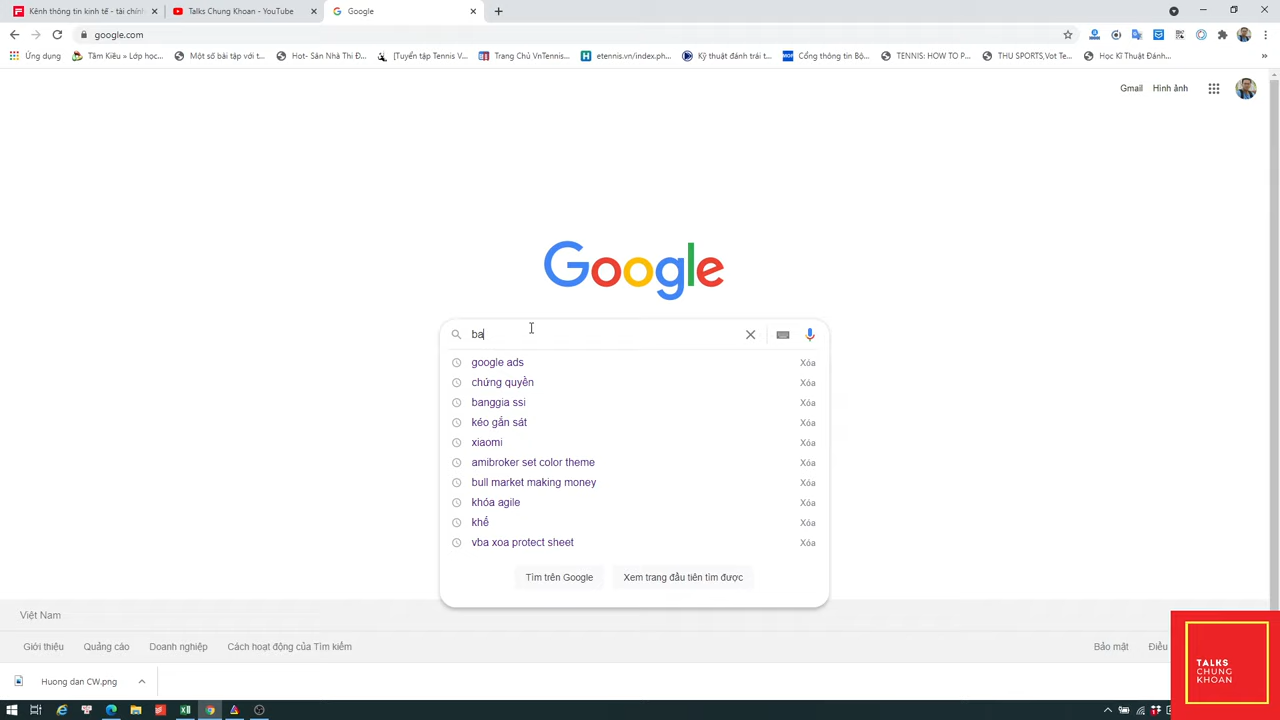 Kênh thông tin kinh tế - tài chính
Talks Chung Khoan - YouTube
Google
google.com
Ứng dụng
Tầm Kiều » Lớp học...
Một số bài tập với t...
Hot- Sân Nhà Thi Đ...
[Tuyển tập Tennis V...
Trang Chủ VnTennis...
etennis.vn/index.ph...
Kỹ thuật đánh trái t...
Cổng thông tin Bộ...
TENNIS: HOW TO P...
THU SPORTS,Vot Te...
Học Kĩ Thuật Đánh...
»
Gmail
Hình ảnh
Google
ba
google ads
Xóa
chứng quyền
Xóa
banggia ssi
Xóa
kéo gắn sát
Xóa
xiaomi
Xóa
amibroker set color theme
Xóa
bull market making money
Xóa
khóa agile
Xóa
khế
Xóa
vba xoa protect sheet
Xóa
Tìm trên Google
Xem trang đầu tiên tìm được
Việt Nam
Giới thiệu
Quảng cáo
Doanh nghiệp
Cách hoạt động của Tìm kiếm
Bảo mật
Điều
Huong dan CW.png
TALKS
CHUNG
KHOAN